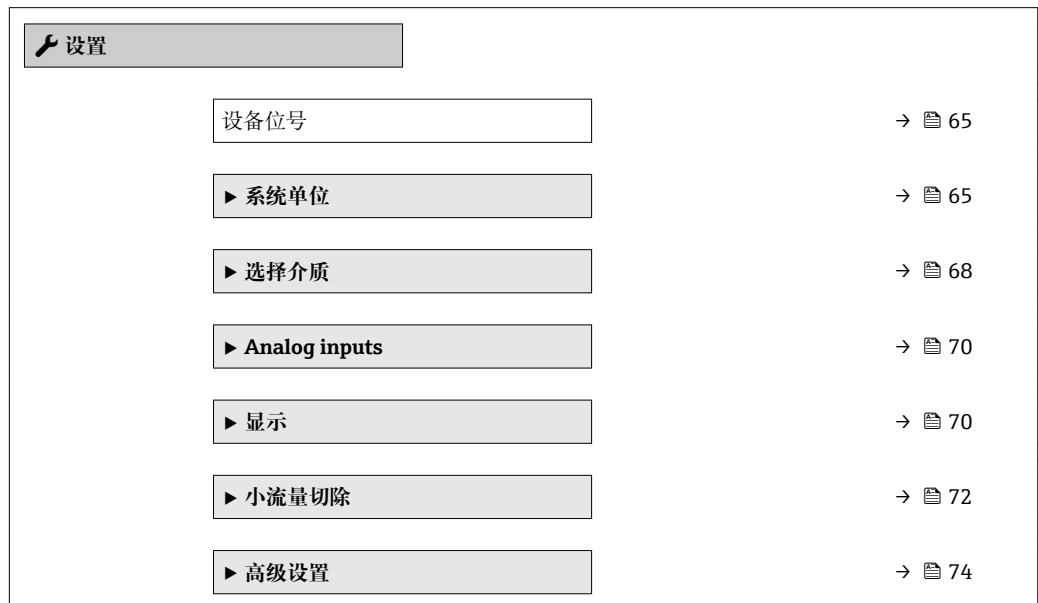 设置
设备位号 → 65
▶ 系统单位 → 65
▶ 选择介质 → 68
▶ Analog inputs → 70
▶ 显示 → 70
▶ 小流量切除 → 72
▶ 高级设置 → 74